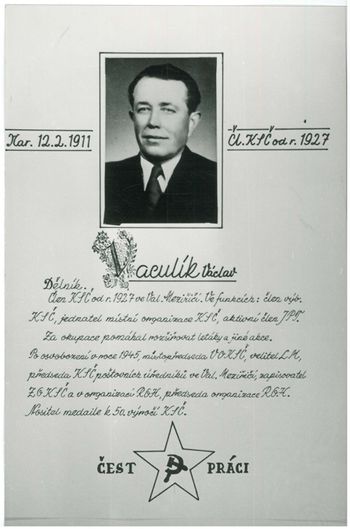 Nar. 12.2.1911
Čl. KSČ od r. 1927
Vaculík Václav
Dělník.
Člen KSČ od r. 1927 ve Val. Meziříčí. Ve funkcích: člen výb.
KSČ, jednatel místní organizace KSČ, aktivní člen JPT.
Za okupace pomáhal rozšiřovat letáky a jiné akce.
Po osvobození v roce 1945, místopředseda VOKSČ, velitel LM,
předseda KSČ poštovních úředníků ve Val. Meziříčí, zapisovatel
ZOKSČ a v organizaci ROH, předseda organizace ROH.
Nositel medaile k 50. výročí KSČ.
ČEST PRÁCI